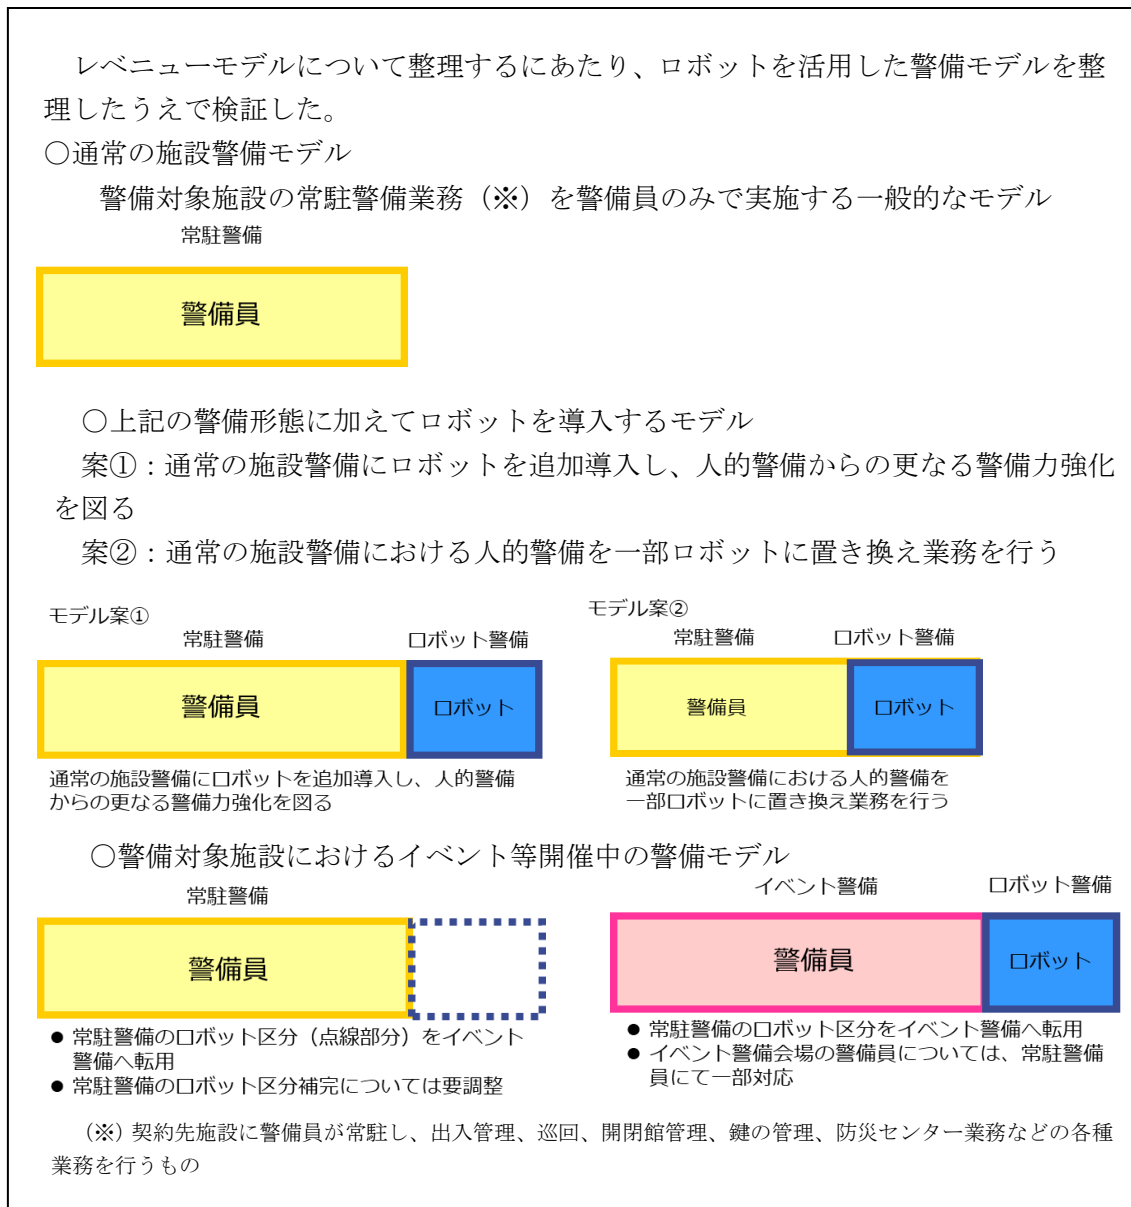 レベニューモデルについて整理するにあたり、ロボットを活用した警備モデルを整
理したうえで検証した。
○通常の施設警備モデル
警備対象施設の常駐警備業務（※）を警備員のみで実施する一般的なモデル
常駐警備
警備員
○上記の警備形態に加えてロボットを導入するモデル
案①：通常の施設警備にロボットを追加導入し、人的警備からの更なる警備力強化
を図る
案②：通常の施設警備における人的警備を一部ロボットに置き換え業務を行う
モデル案①
常駐警備 ロボット警備
警備員 ロボット
通常の施設警備にロボットを追加導入し、人的警備
からの更なる警備力強化を図る
モデル案②
常駐警備 ロボット警備
警備員 ロボット
通常の施設警備における人的警備を
一部ロボットに置き換え業務を行う
○警備対象施設におけるイベント等開催中の警備モデル
常駐警備
警備員
● 常駐警備のロボット区分（点線部分）をイベント
警備へ転用
● 常駐警備のロボット区分補完については要調整
イベント警備 ロボット警備
警備員 ロボット
● 常駐警備のロボット区分をイベント警備へ転用
● イベント警備会場の警備員については、常駐警備
員にて一部対応
（※）契約先施設に警備員が常駐し、出入管理、巡回、開閉館管理、鍵の管理、防災センター業務などの各種
業務を行うもの